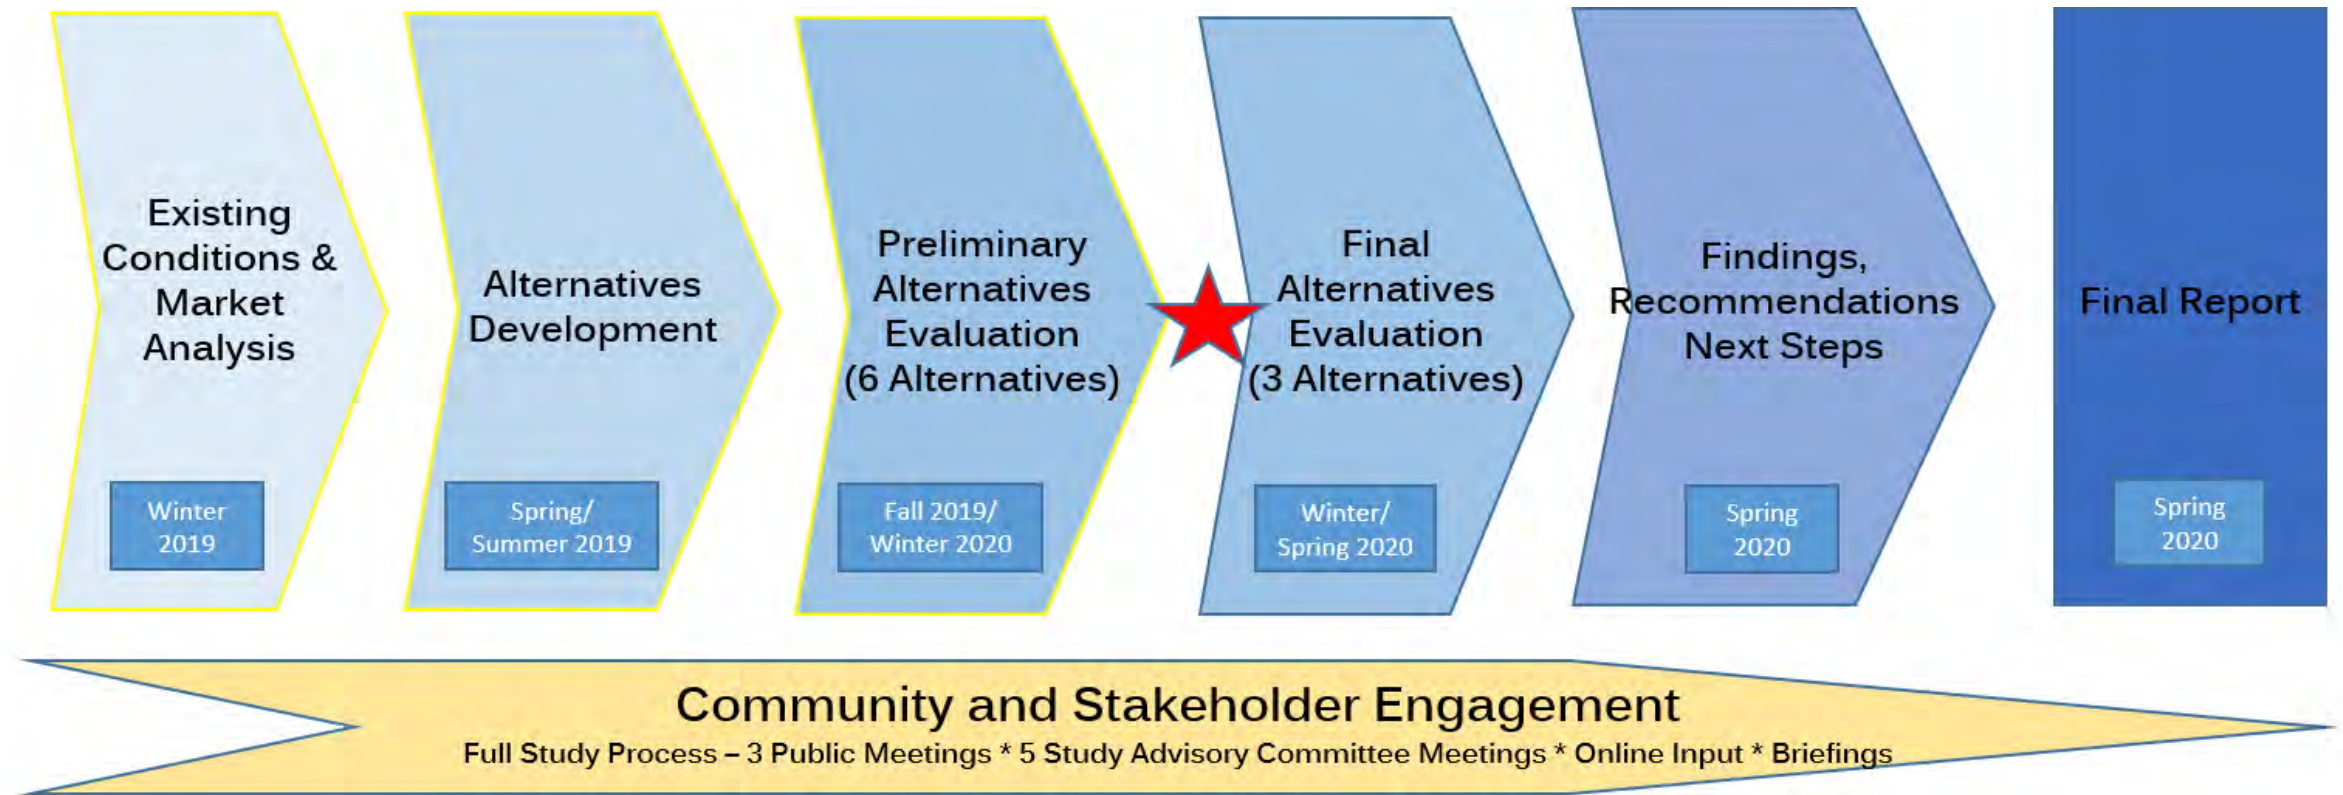 Existing
Conditions &
Market
Analysis
Winter
2019
Alternatives
Development
Spring/
Summer 2019
Preliminary
Alternatives
Evaluation
(6 Alternatives)
Fall 2019/
Winter 2020
Final
Alternatives
Evaluation
(3 Alternatives)
Winter/
Spring 2020
Findings,
Recommendations
Next Steps
Spring
2020
Final Report
Spring
2020
Community and Stakeholder Engagement
Full Study Process – 3 Public Meetings * 5 Study Advisory Committee Meetings * Online Input * Briefings